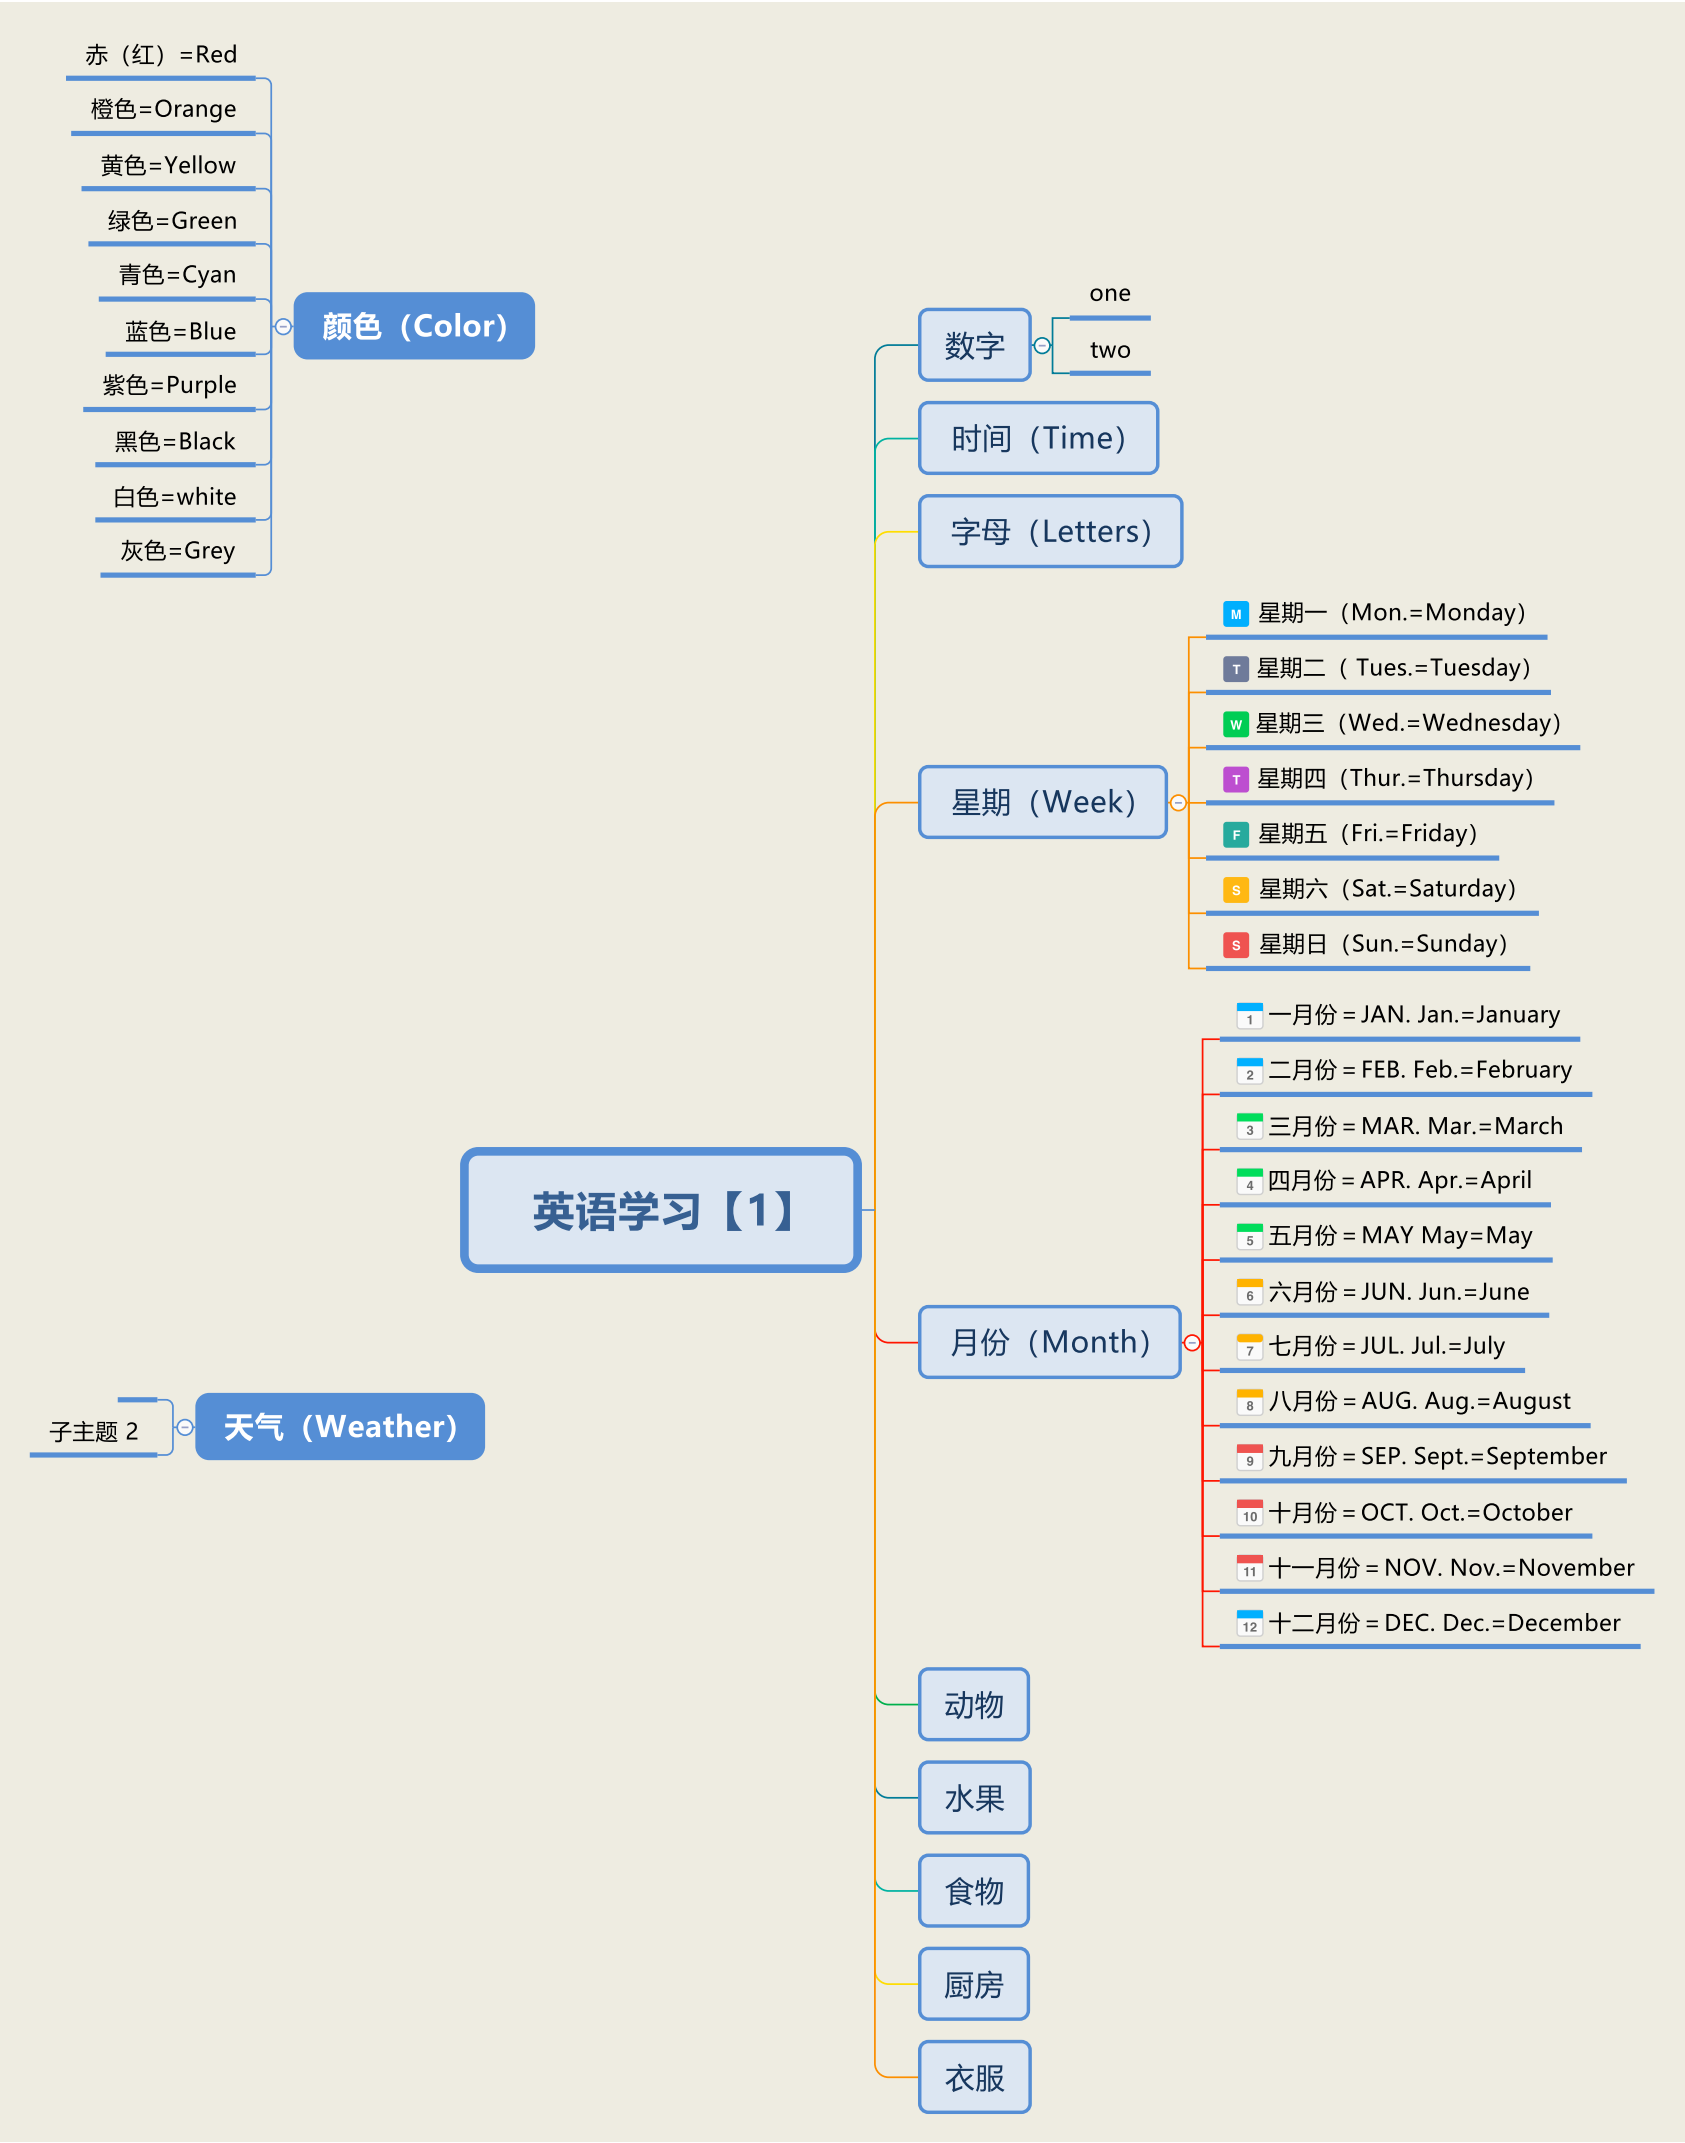 赤（红）=Red
橙色=Orange
黄色=Yellow
绿色=Green
青色=Cyan
蓝色=Blue
紫色=Purple
黑色=Black
白色=white
灰色=Grey
颜色（Color）
子主题 2
天气（Weather）
英语学习【1】
数字
one
two
时间（Time）
字母（Letters）
星期（Week）
M 星期一（Mon.=Monday）
T 星期二（ Tues.=Tuesday）
W 星期三（Wed.=Wednesday）
T 星期四（Thur.=Thursday）
F 星期五（Fri.=Friday）
S 星期六（Sat.=Saturday）
S 星期日（Sun.=Sunday）
月份（Month）
1 一月份＝JAN. Jan.=January
2 二月份＝FEB. Feb.=February
3 三月份＝MAR. Mar.=March
4 四月份＝APR. Apr.=April
5 五月份＝MAY May=May
6 六月份＝JUN. Jun.=June
7 七月份＝JUL. Jul.=July
8 八月份＝AUG. Aug.=August
9 九月份＝SEP. Sept.=September
10 十月份＝OCT. Oct.=October
11 十一月份＝NOV. Nov.=November
12 十二月份＝DEC. Dec.=December
动物
水果
食物
厨房
衣服